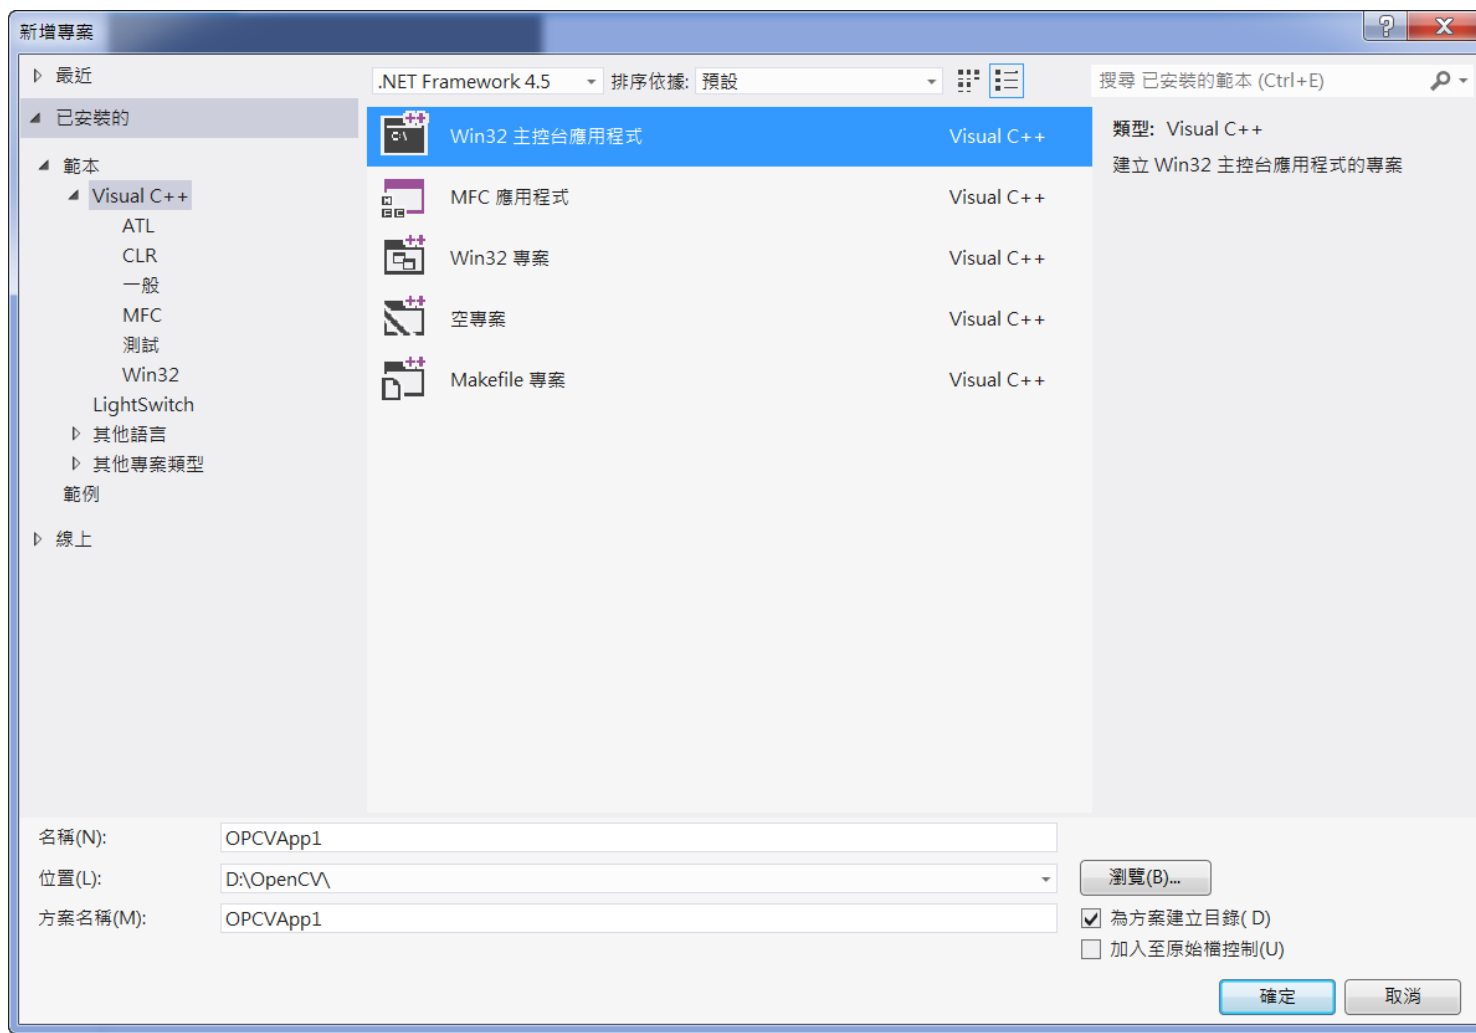 新增專案
最近
已安裝的
範本
Visual C++
ATL
CLR
一般
MFC
測試
Win32
LightSwitch
其他語言
其他專案類型
範例
線上
.NET Framework 4.5 排序依據: 預設
Win32 主控台應用程式 Visual C++
MFC 應用程式 Visual C++
Win32 專案 Visual C++
空專案 Visual C++
Makefile 專案 Visual C++
搜尋 已安裝的範本 (Ctrl+E)
類型: Visual C++
建立 Win32 主控台應用程式的專案
名稱(N): OPCVApp1
位置(L): D:\OpenCV\ 瀏覽(B)...
方案名稱(M): OPCVApp1 為方案建立目錄( D)
加入至原始檔控制(U)
確定 取消